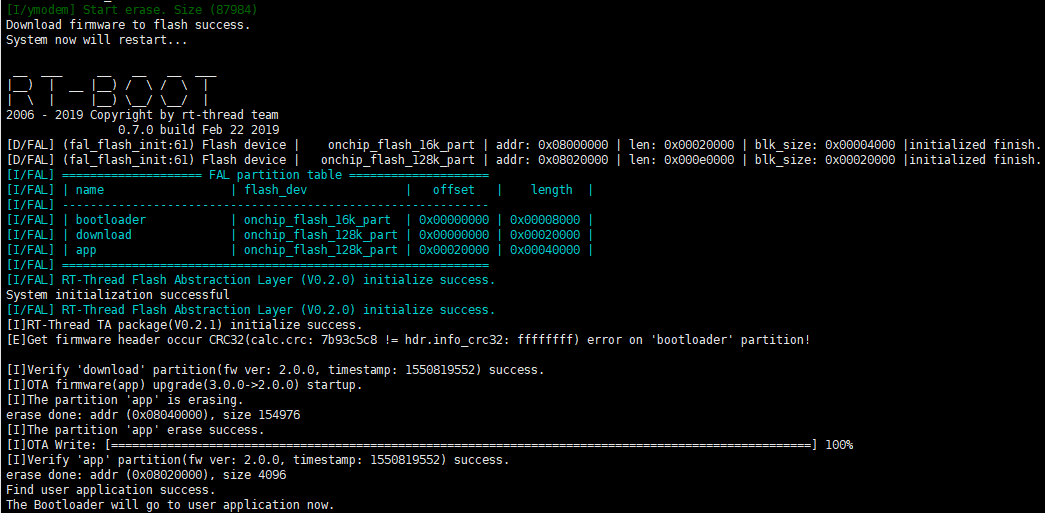 [I/ymodem] Start erase. Size (87984)
Download firmware to flash success.
System now will restart...
RT-BOOT
2006 - 2019 Copyright by rt-thread team
0.7.0 build Feb 22 2019
[D/FAL] (fal_flash_init:61) Flash device |    onchip_flash_16k_part | addr: 0x08000000 | len: 0x00020000 | blk_size: 0x00004000 |initialized finish.
[D/FAL] (fal_flash_init:61) Flash device |   onchip_flash_128k_part | addr: 0x08020000 | len: 0x000e0000 | blk_size: 0x00020000 |initialized finish.
[I/FAL] ==================== FAL partition table ====================
[I/FAL] | name                  | flash_dev              |   offset   |    length  |
[I/FAL] -------------------------------------------------------------
[I/FAL] | bootloader            | onchip_flash_16k_part  | 0x00000000 | 0x00008000 |
[I/FAL] | download              | onchip_flash_128k_part | 0x00000000 | 0x00020000 |
[I/FAL] | app                   | onchip_flash_128k_part | 0x00020000 | 0x00040000 |
[I/FAL] =============================================================
[I/FAL] RT-Thread Flash Abstraction Layer (V0.2.0) initialize success.
System initialization successful
[I/FAL] RT-Thread Flash Abstraction Layer (V0.2.0) initialize success.
[I]RT-Thread TA package(V0.2.1) initialize success.
[E]Get firmware header occur CRC32(calc.crc: 7b93c5c8 != hdr.info_crc32: ffffffff) error on 'bootloader' partition!
[I]Verify 'download' partition(fw ver: 2.0.0, timestamp: 1550819552) success.
[I]OTA firmware(app) upgrade(3.0.0->2.0.0) startup.
[I]The partition 'app' is erasing.
erase done: addr (0x08040000), size 154976
[I]The partition 'app' erase success.
[I]OTA Write: [====================================================================================================] 100%
[I]Verify 'app' partition(fw ver: 2.0.0, timestamp: 1550819552) success.
erase done: addr (0x08020000), size 4096
Find user application success.
The Bootloader will go to user application now.